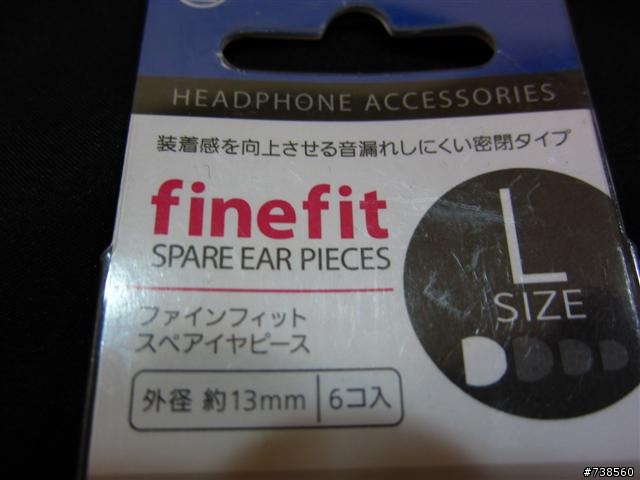 HEADPHONE ACCESSORIES
装着感を向上させる音漏れしにくい密閉タイプ
finefit
SPARE EAR PIECES
L
SIZE
ファインフィット
スペアイヤピース
外径 約13mm 6コ入
#738560